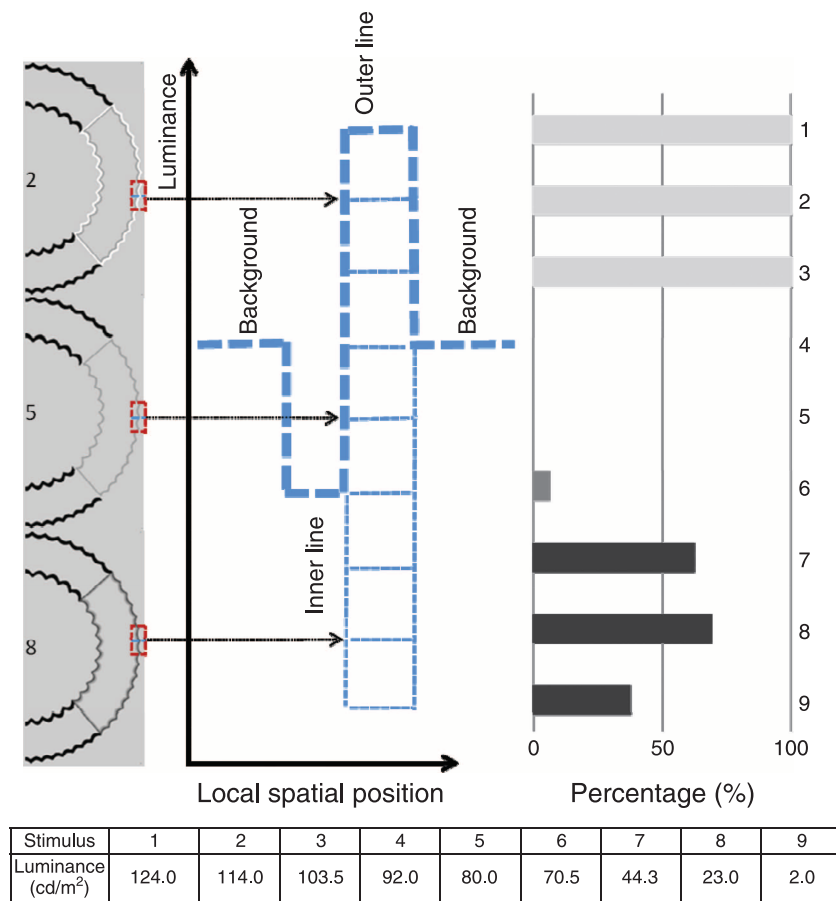 2
5
8
Luminance
Background
Inner line
Outer line
Background
Local spatial position
1
2
3
4
5
6
7
8
9
0 50 100
Percentage (%)
Stimulus 1 2 3 4 5 6 7 8 9
Luminance (cd/m²) 124.0 114.0 103.5 92.0 80.0 70.5 44.3 23.0 2.0